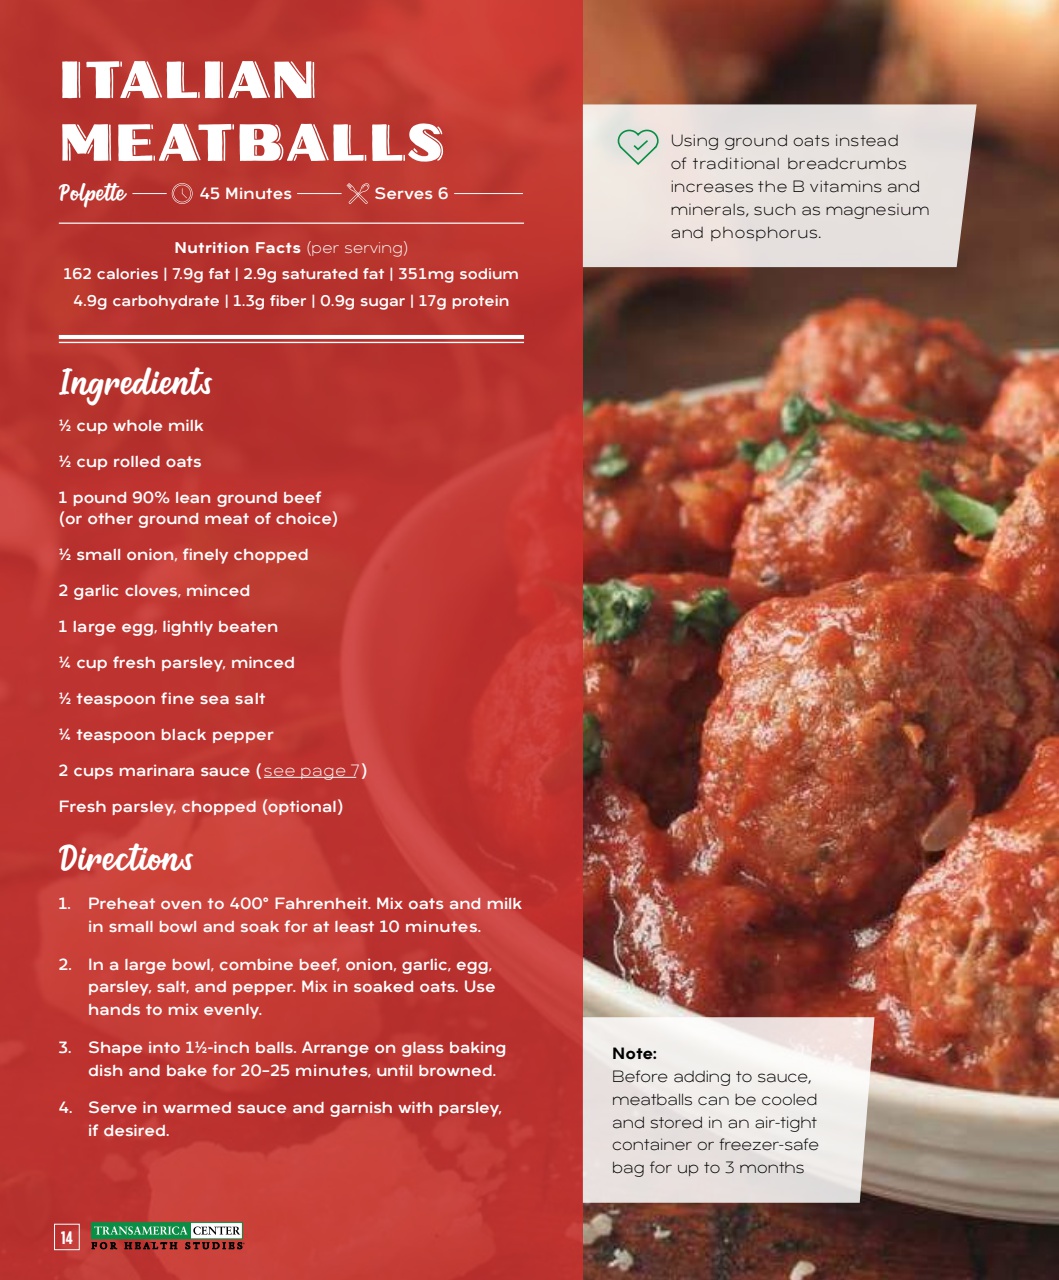 ITALIAN
MEATBALLS
Polpette 45 Minutes Serves 6
Nutrition Facts (per serving)
162 calories | 7.9g fat | 2.9g saturated fat | 351mg sodium
4.9g carbohydrate | 1.3g fiber | 0.9g sugar | 17g protein
Ingredients
½ cup whole milk
½ cup rolled oats
1 pound 90% lean ground beef
(or other ground meat of choice)
½ small onion, finely chopped
2 garlic cloves, minced
1 large egg, lightly beaten
¼ cup fresh parsley, minced
½ teaspoon fine sea salt
¼ teaspoon black pepper
2 cups marinara sauce (see page 7)
Fresh parsley, chopped (optional)
Directions
1. Preheat oven to 400° Fahrenheit. Mix oats and milk
in small bowl and soak for at least 10 minutes.
2. In a large bowl, combine beef, onion, garlic, egg,
parsley, salt, and pepper. Mix in soaked oats. Use
hands to mix evenly.
3. Shape into 1½-inch balls. Arrange on glass baking
dish and bake for 20–25 minutes, until browned.
4. Serve in warmed sauce and garnish with parsley,
if desired.
14 TRANSAMERICA CENTER
FOR HEALTH STUDIES
Using ground oats instead
of traditional breadcrumbs
increases the B vitamins and
minerals, such as magnesium
and phosphorus.
Note:
Before adding to sauce,
meatballs can be cooled
and stored in an air-tight
container or freezer-safe
bag for up to 3 months